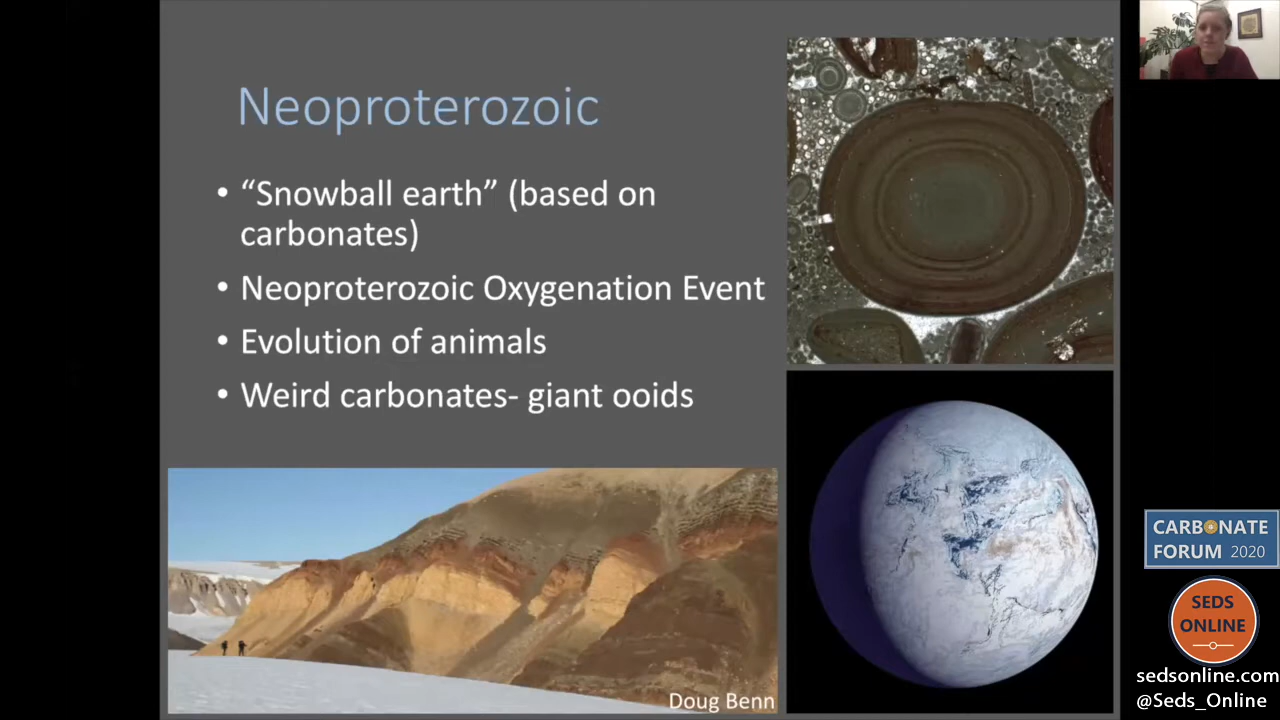 Neoproterozoic
• “Snowball earth” (based on
carbonates)
• Neoproterozoic Oxygenation Event
• Evolution of animals
• Weird carbonates- giant ooids
Doug Benn
CARBONATE
FORUM 2020
SEDS
ONLINE
sedsonline.com
@Seds_Online